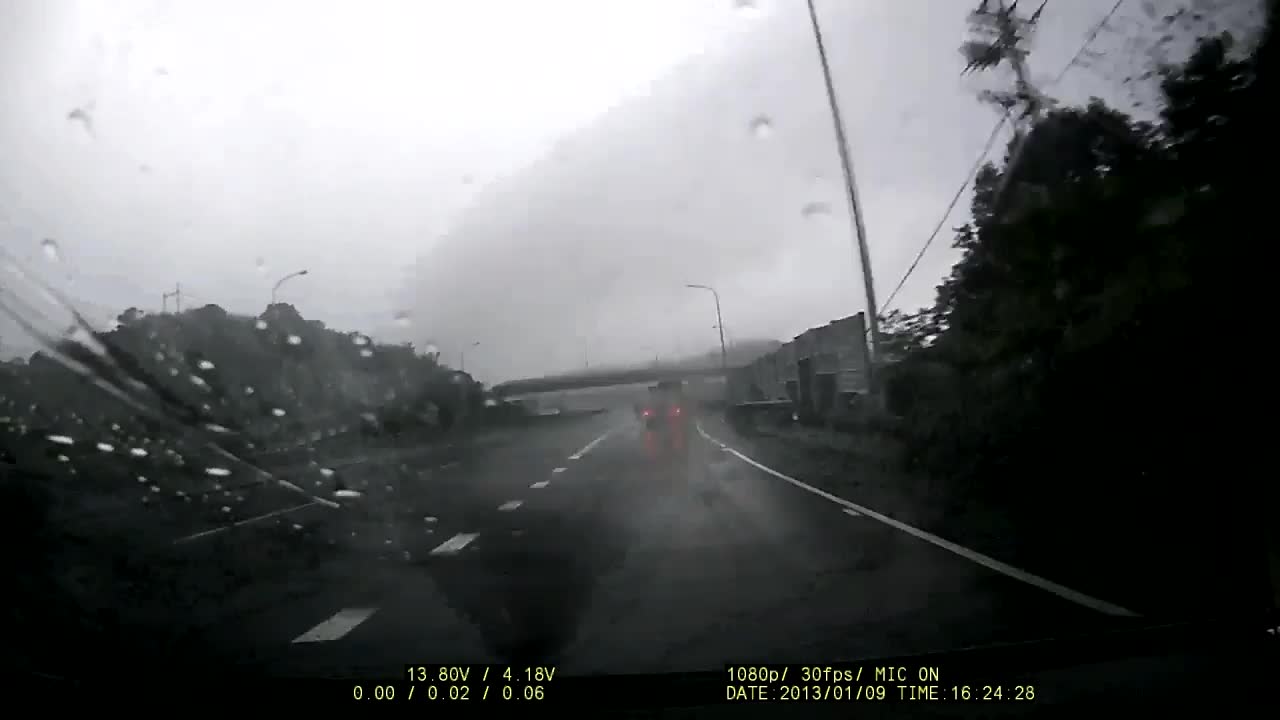 13.80V / 4.18V
0.00 / 0.02 / 0.06
1080p/ 30fps/ MIC ON
DATE:2013/01/09 TIME:16:24:28